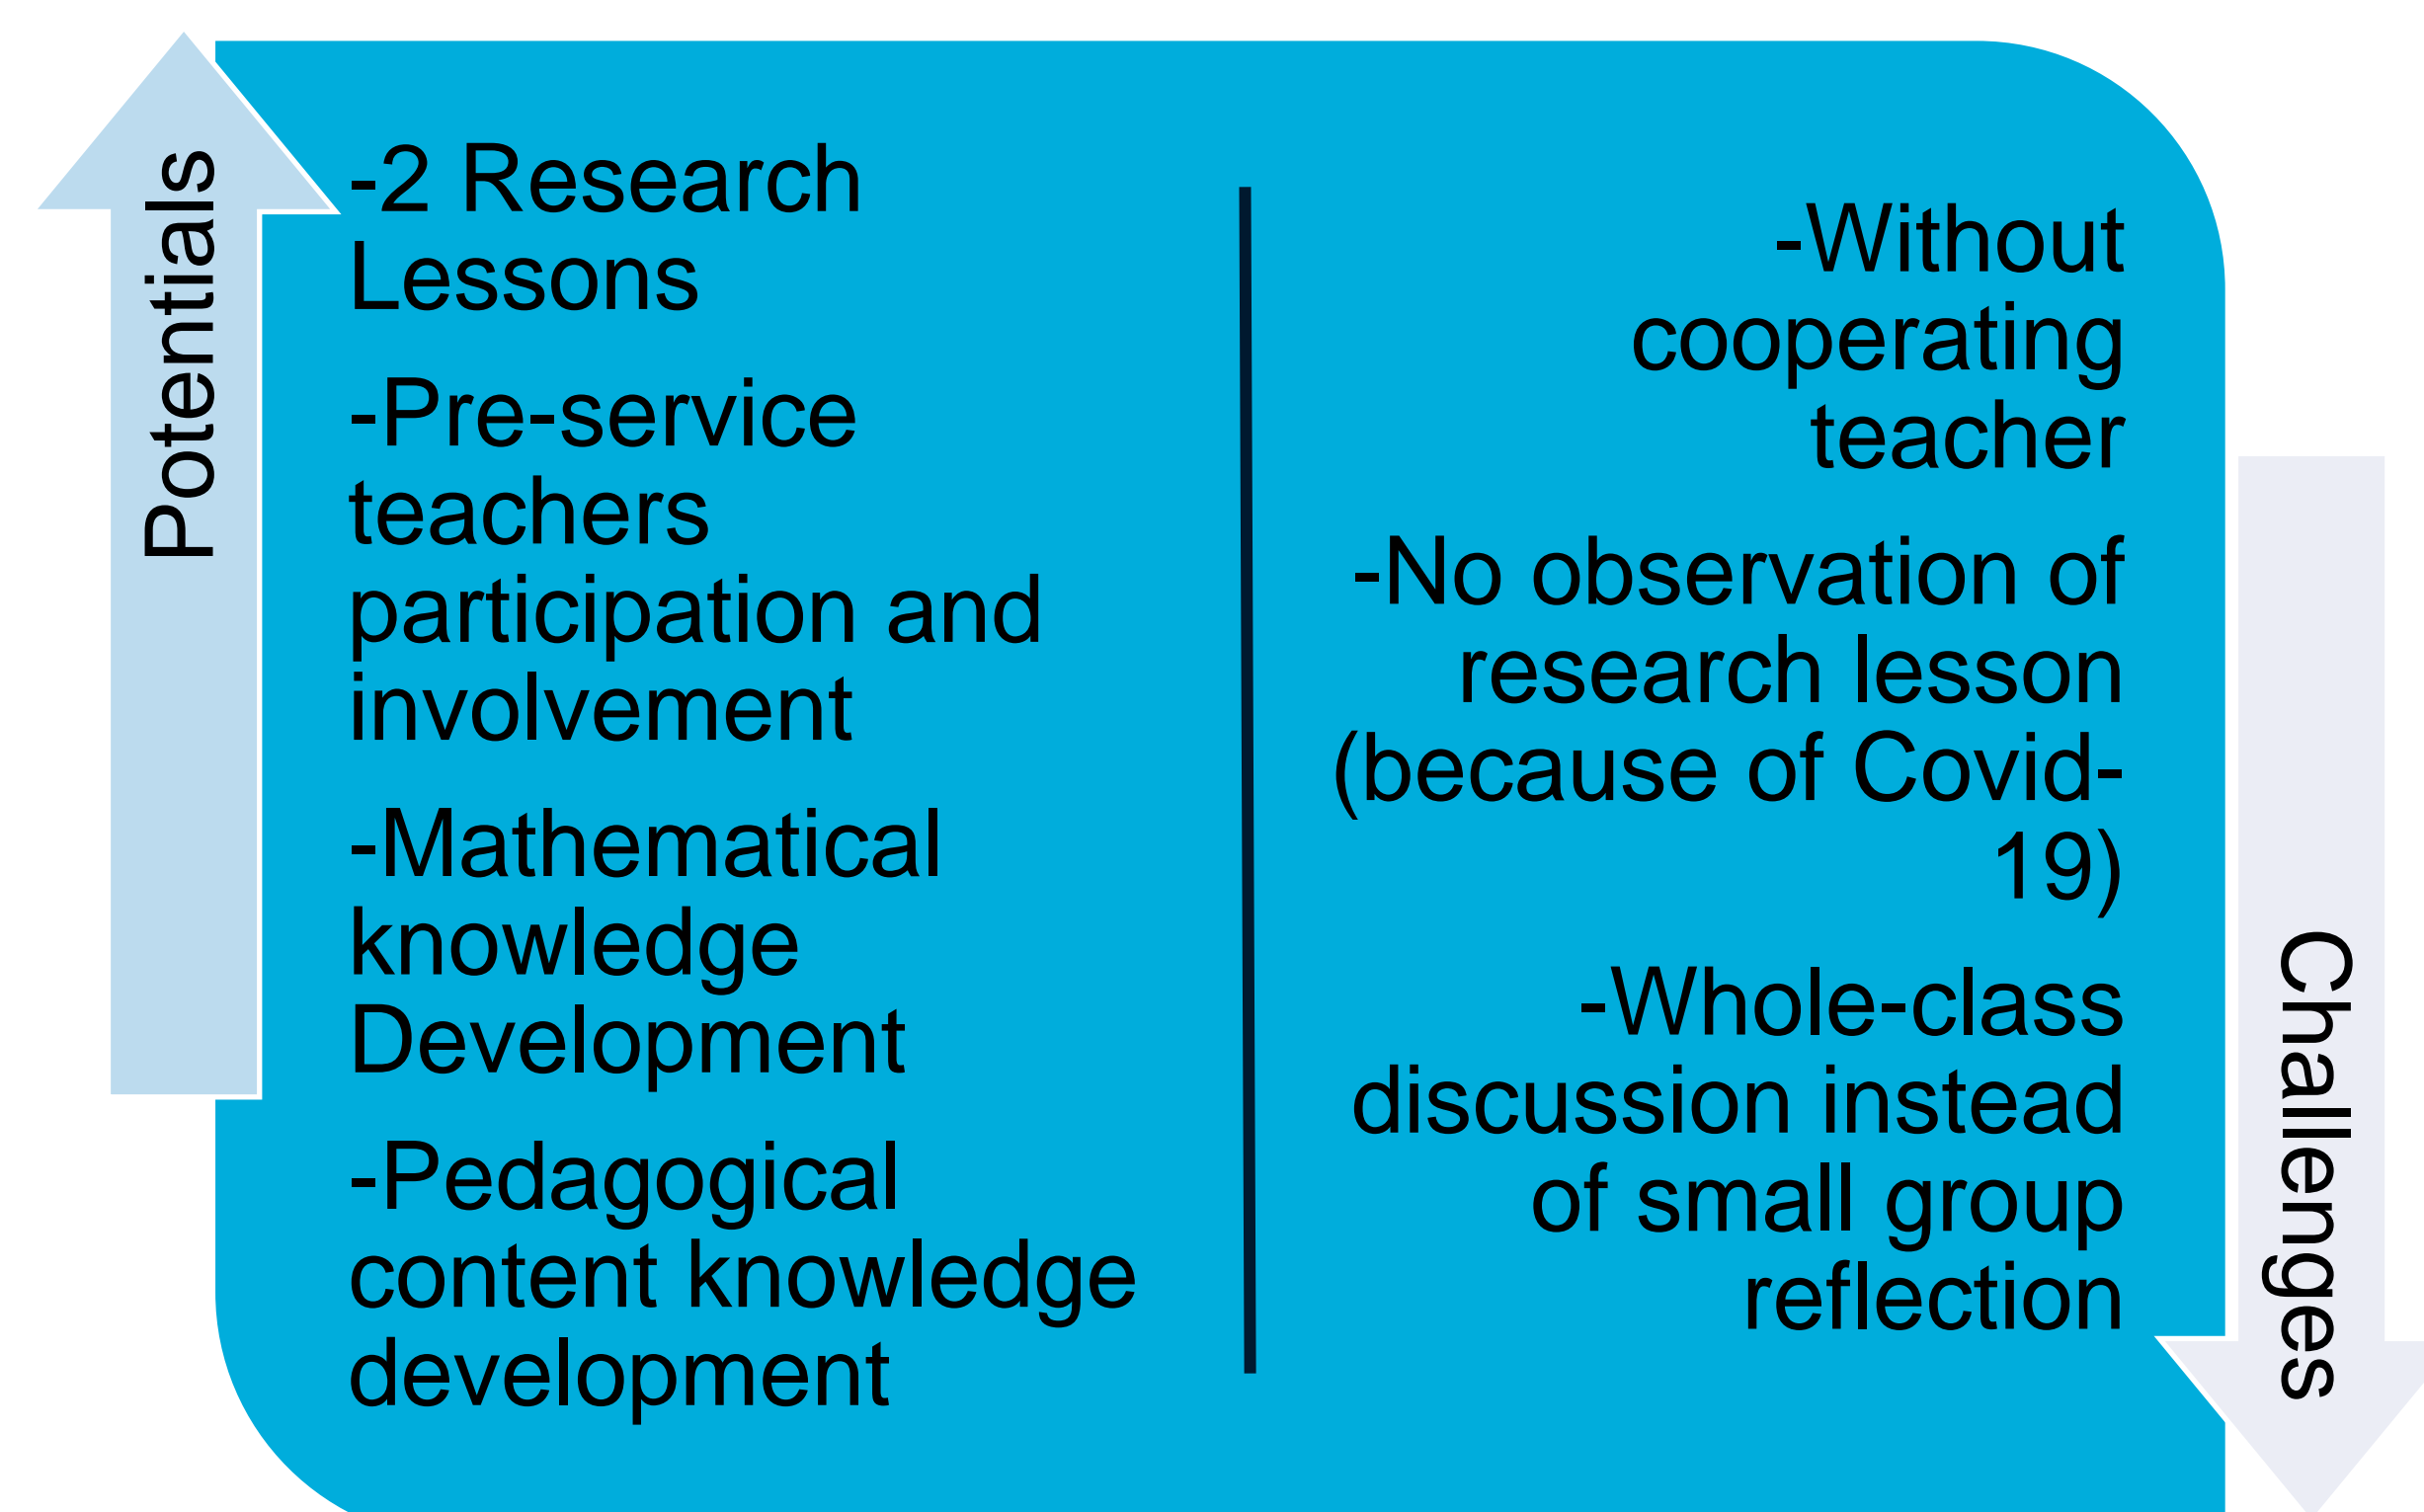 Potentials
-2 Research
Lessons
-Pre-service
teachers
participation and
involvement
-Mathematical
knowledge
Development
-Pedagogical
content knowledge
development
-Without
cooperating
teacher
-No observation of
research lesson
(because of Covid-
19)
-Whole-class
discussion instead
of small group
reflection
Challenges